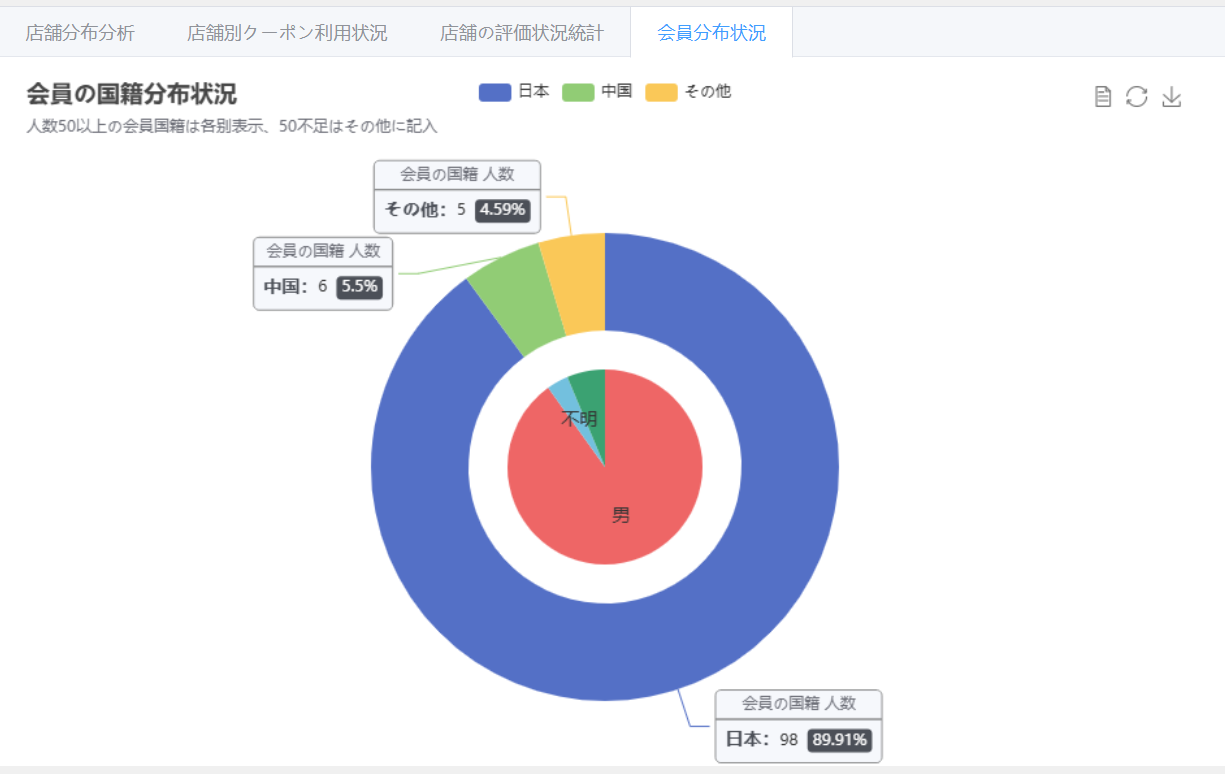 店舗分布分析 店舗別クーポン利用状況 店舗の評価状況統計 会員分布状況
会員の国籍分布状況
日本 中国 その他
人数50以上の会員国籍は各別表示、50不足はその他に記入
会員の国籍 人数
その他: 5 4.59%
会員の国籍 人数
中国: 6 5.5%
不明
男
会員の国籍 人数
日本: 98 89.91%